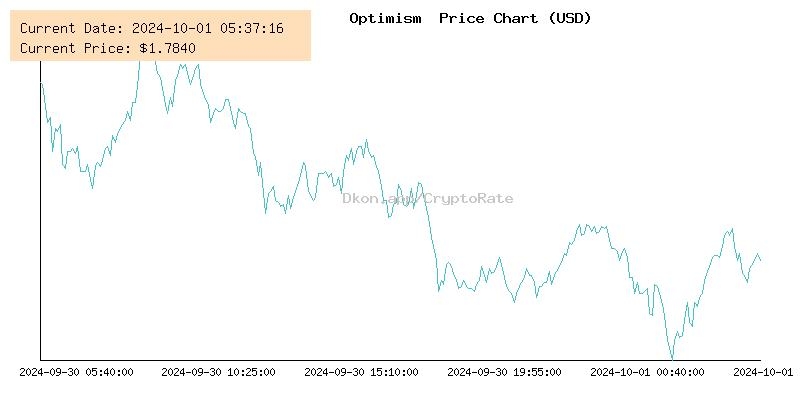 Optimism  Price Chart (USD)
Current Date: 2024-10-01 05:37:16
Current Price: $1.7840
Dkon.app/CryptoRate
2024-09-30 05:40:00 2024-09-30 10:25:00 2024-09-30 15:10:00 2024-09-30 19:55:00 2024-10-01 00:40:00 2024-10-01